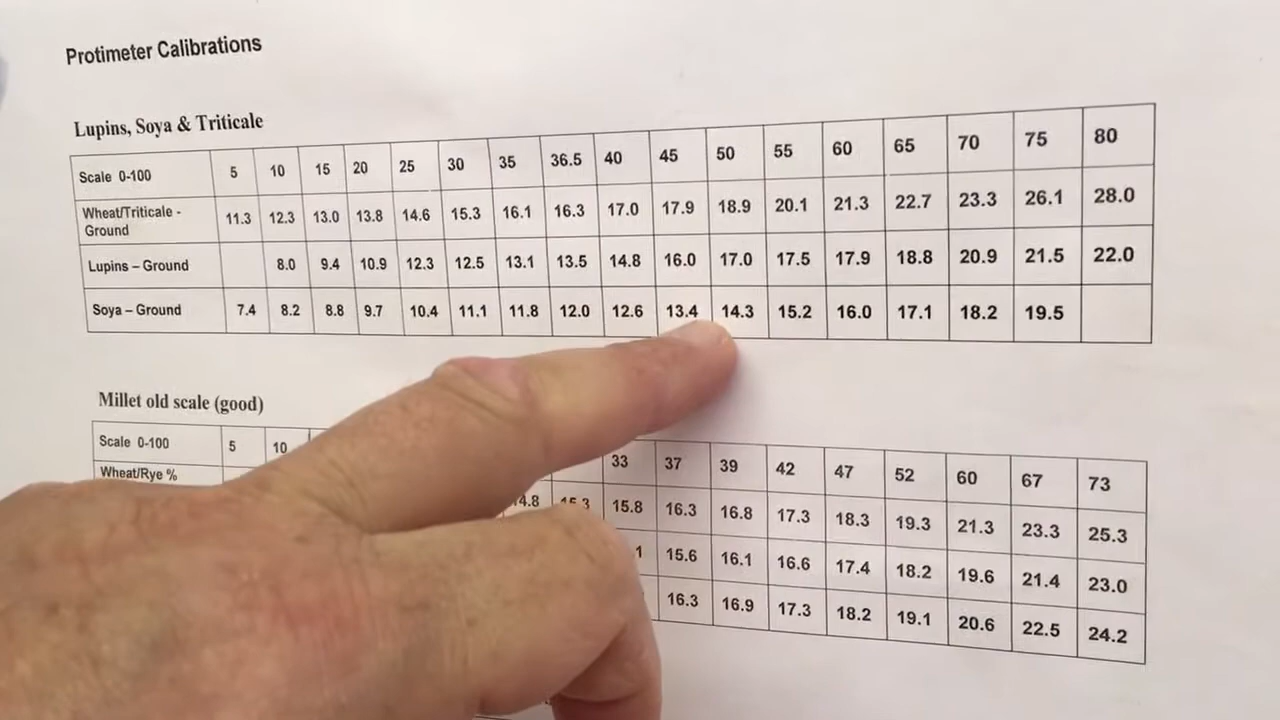 Protimeter Calibrations
Lupins, Soya & Triticale
Scale 0-100 5 10 15 20 25 30 35 36.5 40 45 50 55 60 65 70 75 80
Wheat/Triticale - Ground 11.3 12.3 13.0 13.8 14.6 15.3 16.1 16.3 17.0 17.9 18.9 20.1 21.3 22.7 23.3 26.1 28.0
Lupins – Ground 8.0 9.4 10.9 12.3 12.5 13.1 13.5 14.8 16.0 17.0 17.5 17.9 18.8 20.9 21.5 22.0
Soya – Ground 7.4 8.2 8.8 9.7 10.4 11.1 11.8 12.0 12.6 13.4 14.3 15.2 16.0 17.1 18.2 19.5
Millet old scale (good)
Scale 0-100 5 10 33 37 39 42 47 52 60 67 73
Wheat/Rye % 15.8 16.3 16.8 17.3 18.3 19.3 21.3 23.3 25.3
15.6 16.1 16.6 17.4 18.2 19.6 21.4 23.0
16.3 16.9 17.3 18.2 19.1 20.6 22.5 24.2